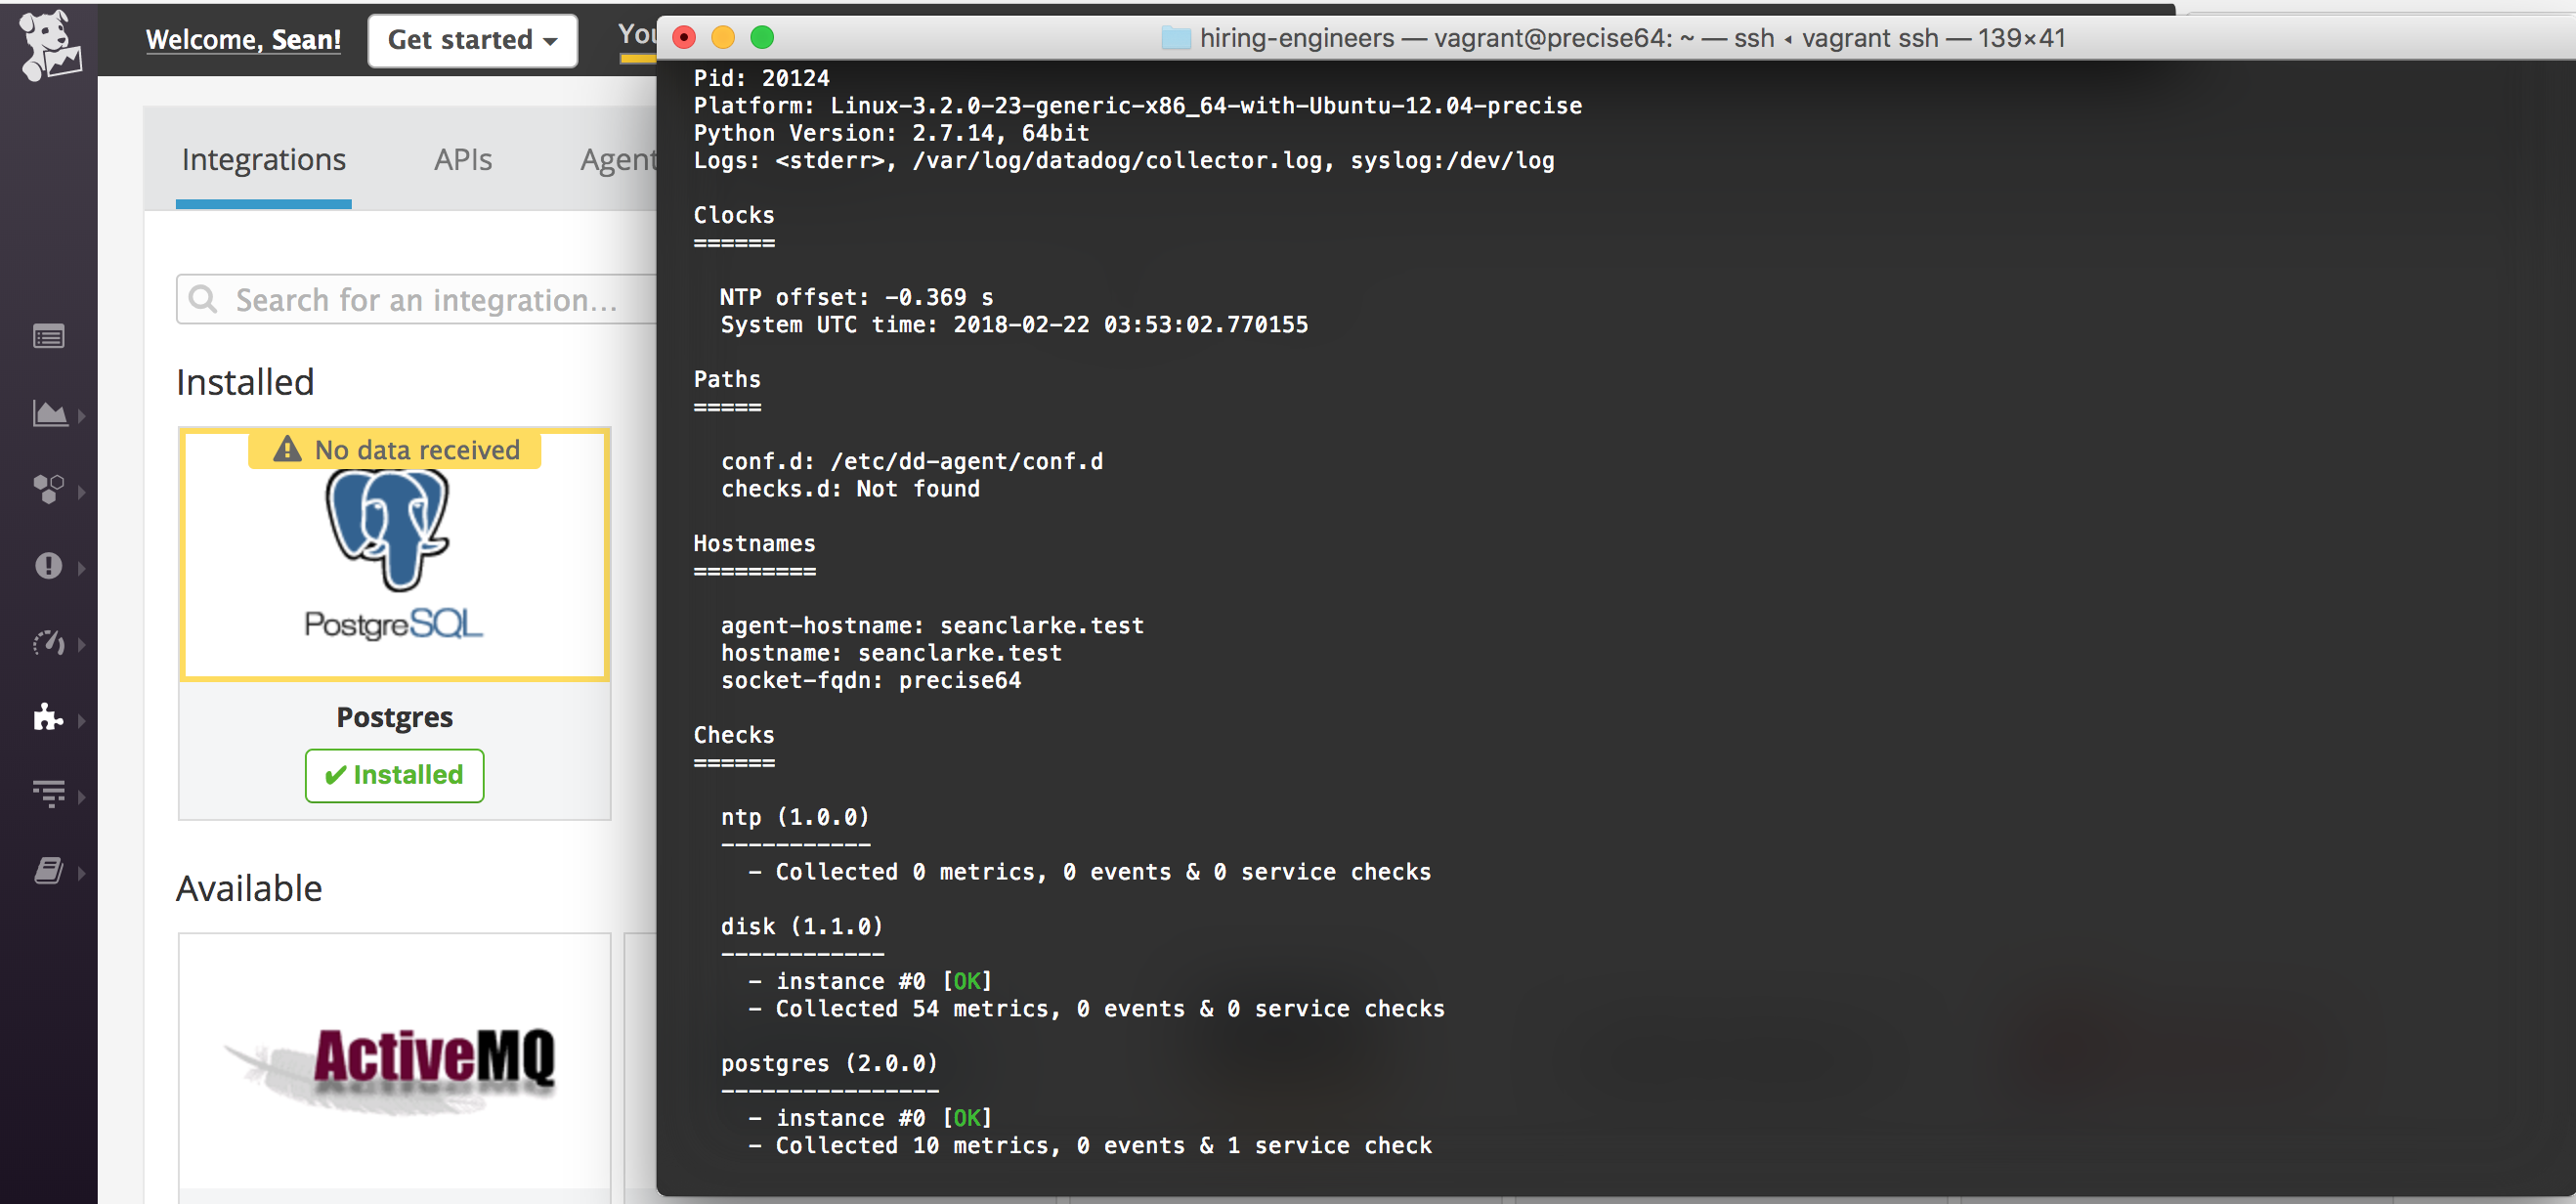 Welcome, Sean!
Get started
Integrations
APIs
Agent
Search for an integration...
Installed
No data received
PostgreSQL
Postgres
✔ Installed
Available
ActiveMQ
hiring-engineers — vagrant@precise64: ~ — ssh ◂ vagrant ssh — 139×41
Pid: 20124
Platform: Linux-3.2.0-23-generic-x86_64-with-Ubuntu-12.04-precise
Python Version: 2.7.14, 64bit
Logs: <stderr>, /var/log/datadog/collector.log, syslog:/dev/log
Clocks
======
NTP offset: -0.369 s
System UTC time: 2018-02-22 03:53:02.770155
Paths
=====
conf.d: /etc/dd-agent/conf.d
checks.d: Not found
Hostnames
=========
agent-hostname: seanclarke.test
hostname: seanclarke.test
socket-fqdn: precise64
Checks
======
ntp (1.0.0)
-----------
- Collected 0 metrics, 0 events & 0 service checks
disk (1.1.0)
------------
- instance #0 [OK]
- Collected 54 metrics, 0 events & 0 service checks
postgres (2.0.0)
----------------
- instance #0 [OK]
- Collected 10 metrics, 0 events & 1 service check